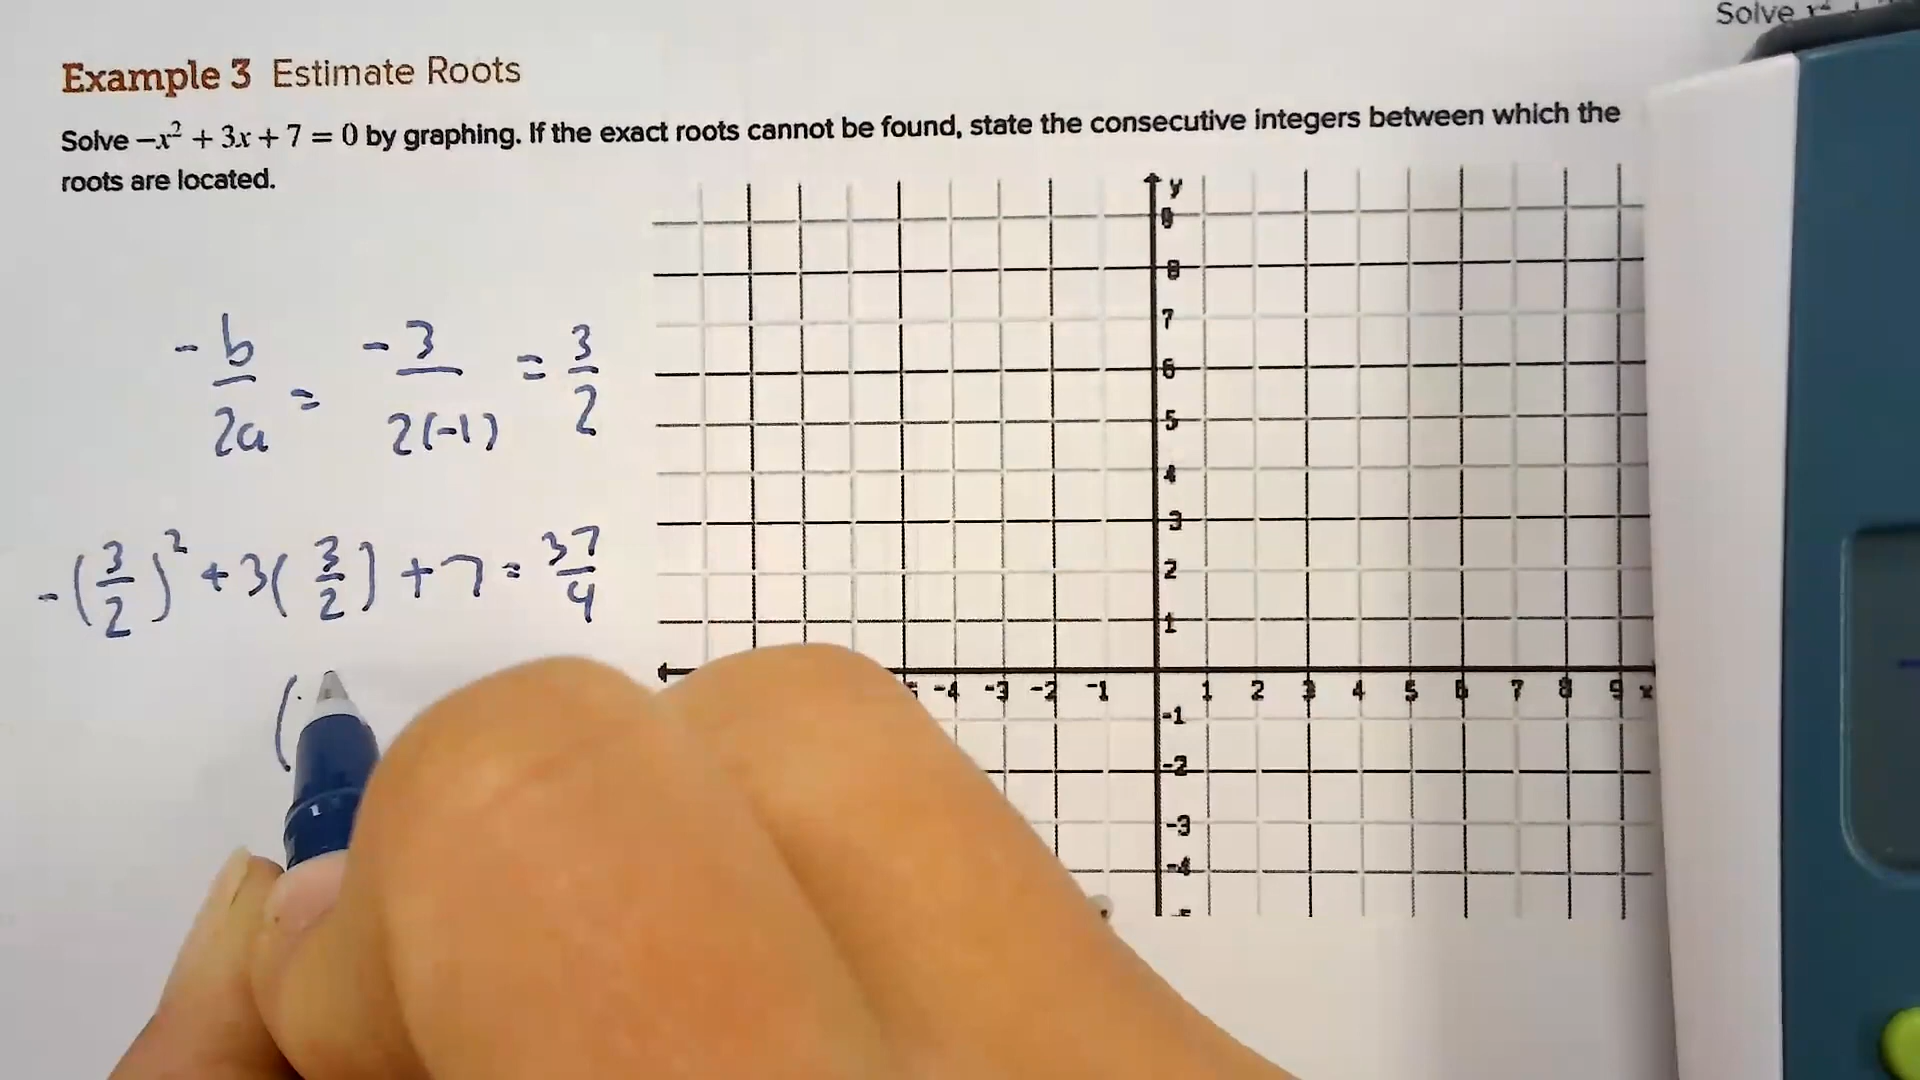 Solve
Example 3 Estimate Roots
Solve −x² + 3x + 7 = 0 by graphing. If the exact roots cannot be found, state the consecutive integers between which the
roots are located.
-b/2a = -3/2(-1) = 3/2
-(3/2)² + 3(3/2) + 7 = 37/4
(
y
9
8
7
6
5
4
3
2
1
-4 -3 -2 -1 1 2 3 4 5 6 7 8 9 x
-1
-2
-3
-4